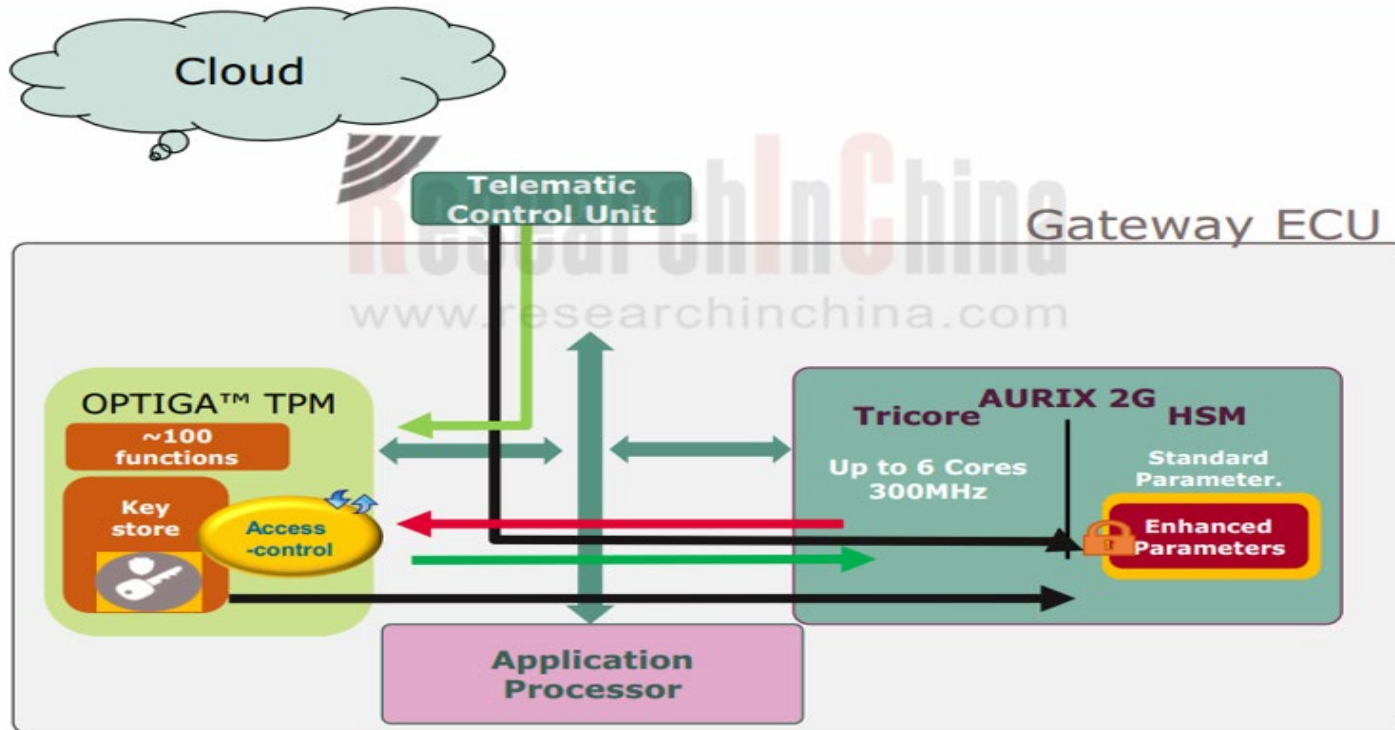 Cloud
Telematic
Control Unit
ResearchInChina
www.researchinchina.com
Gateway ECU
OPTIGA™ TPM
~100
functions
Key
store
Access
-control
AURIX 2G
Tricore
HSM
Up to 6 Cores
300MHz
Standard
Parameter.
Enhanced
Parameters
Application
Processor